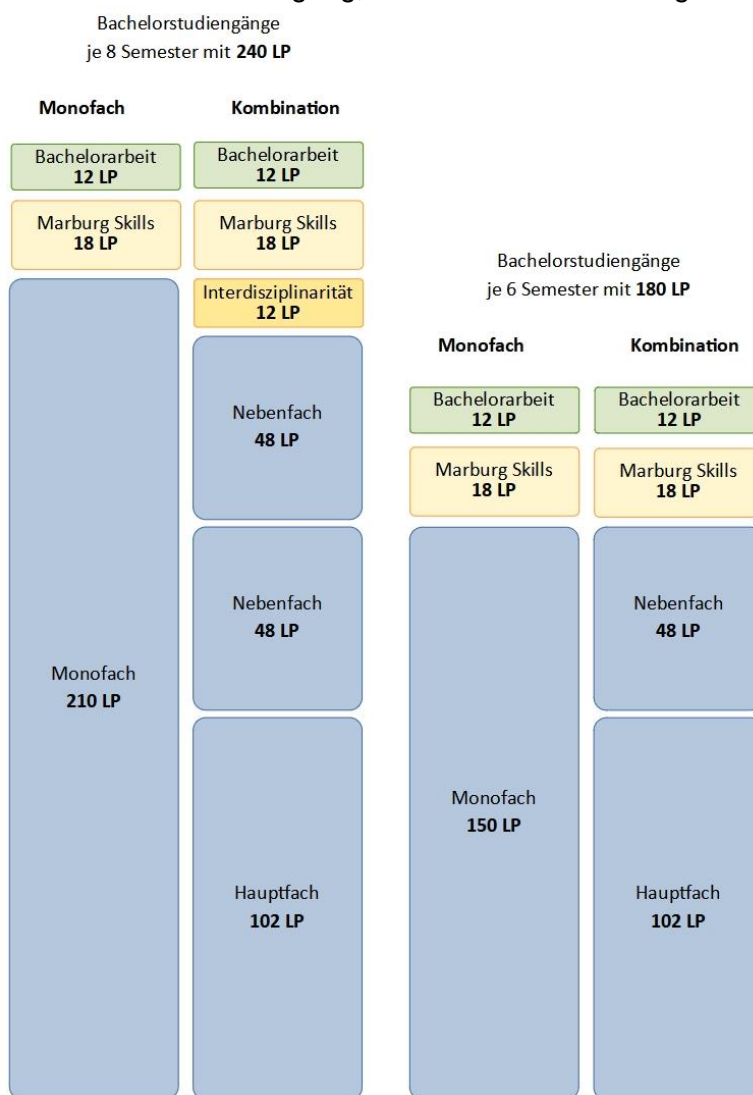 Bachelorstudiengänge
je 8 Semester mit 240 LP
Monofach
Kombination
Bachelorarbeit
12 LP
Marburg Skills
18 LP
Monofach
210 LP
Bachelorarbeit
12 LP
Marburg Skills
18 LP
Interdisziplinarität
12 LP
Nebenfach
48 LP
Nebenfach
48 LP
Hauptfach
102 LP
Bachelorstudiengänge
je 6 Semester mit 180 LP
Monofach
Kombination
Bachelorarbeit
12 LP
Marburg Skills
18 LP
Monofach
150 LP
Bachelorarbeit
12 LP
Marburg Skills
18 LP
Nebenfach
48 LP
Hauptfach
102 LP